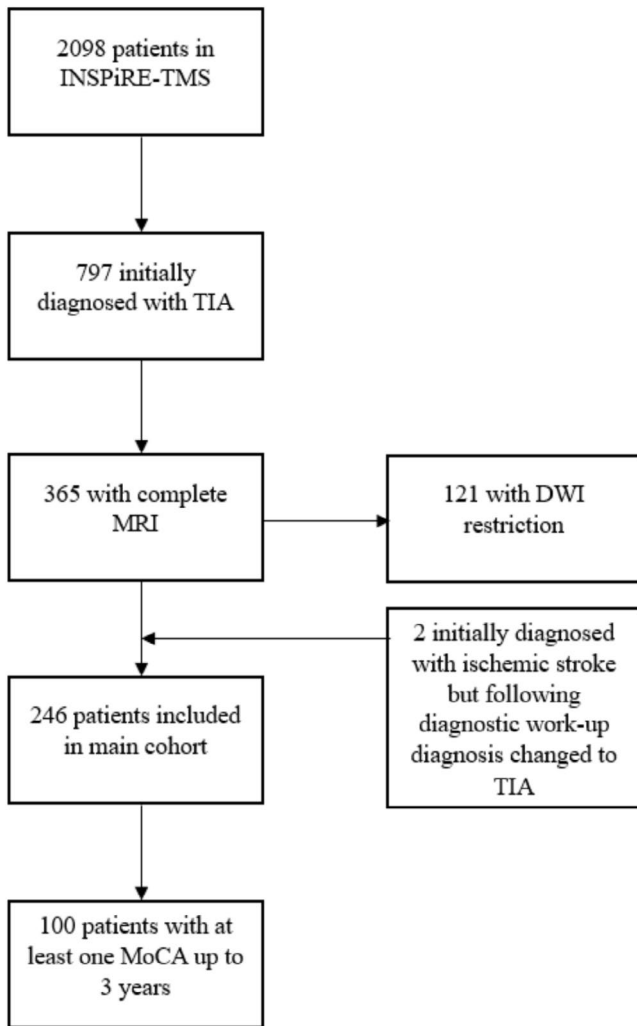 2098 patients in
INSPiRE-TMS
797 initially
diagnosed with TIA
365 with complete
MRI
121 with DWI
restriction
2 initially diagnosed
with ischemic stroke
but following
diagnostic work-up
diagnosis changed to
TIA
246 patients included
in main cohort
100 patients with at
least one MoCA up to
3 years